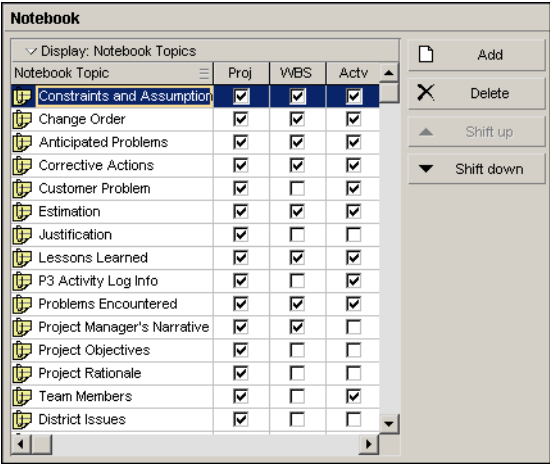 Notebook
Display: Notebook Topics
Notebook Topic Proj WBS Actv
Constraints and Assumption
Change Order
Anticipated Problems
Corrective Actions
Customer Problem
Estimation
Justification
Lessons Learned
P3 Activity Log Info
Problems Encountered
Project Manager's Narrative
Project Objectives
Project Rationale
Team Members
District Issues
Add
Delete
Shift up
Shift down